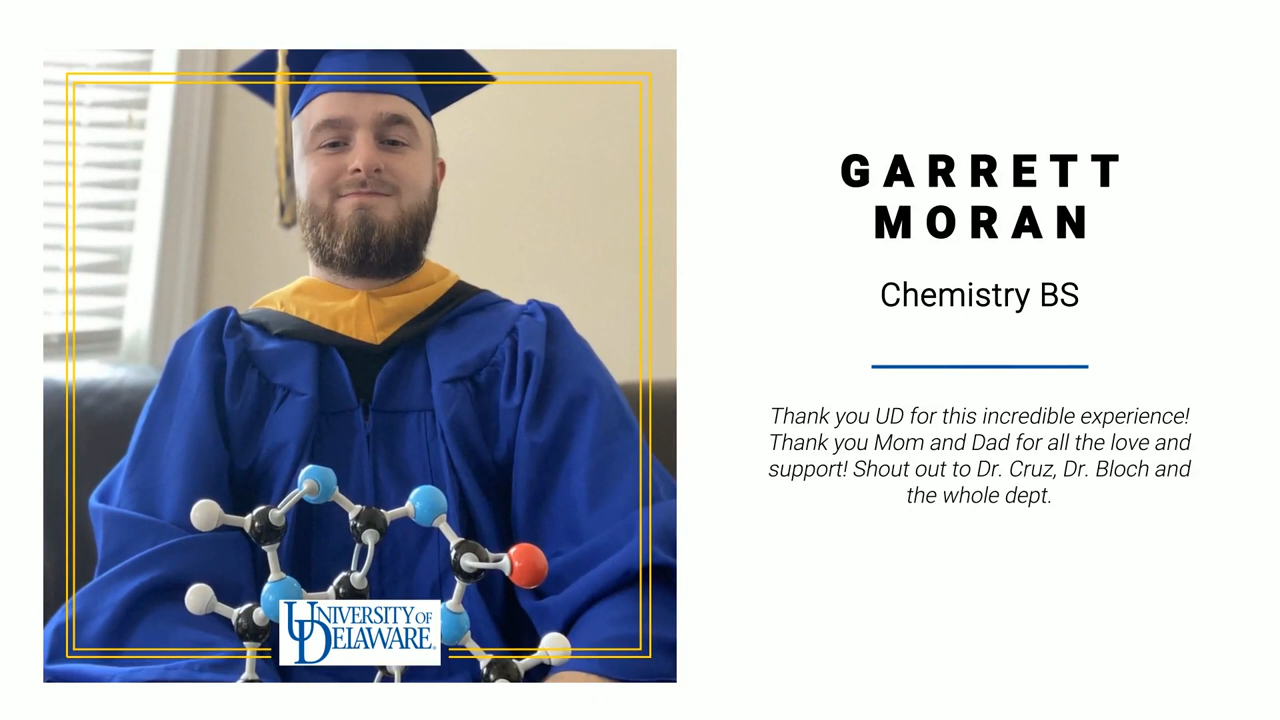 GARRETT
MORAN
Chemistry BS
Thank you UD for this incredible experience!
Thank you Mom and Dad for all the love and
support! Shout out to Dr. Cruz, Dr. Bloch and
the whole dept.
UNIVERSITY OF
DELAWARE